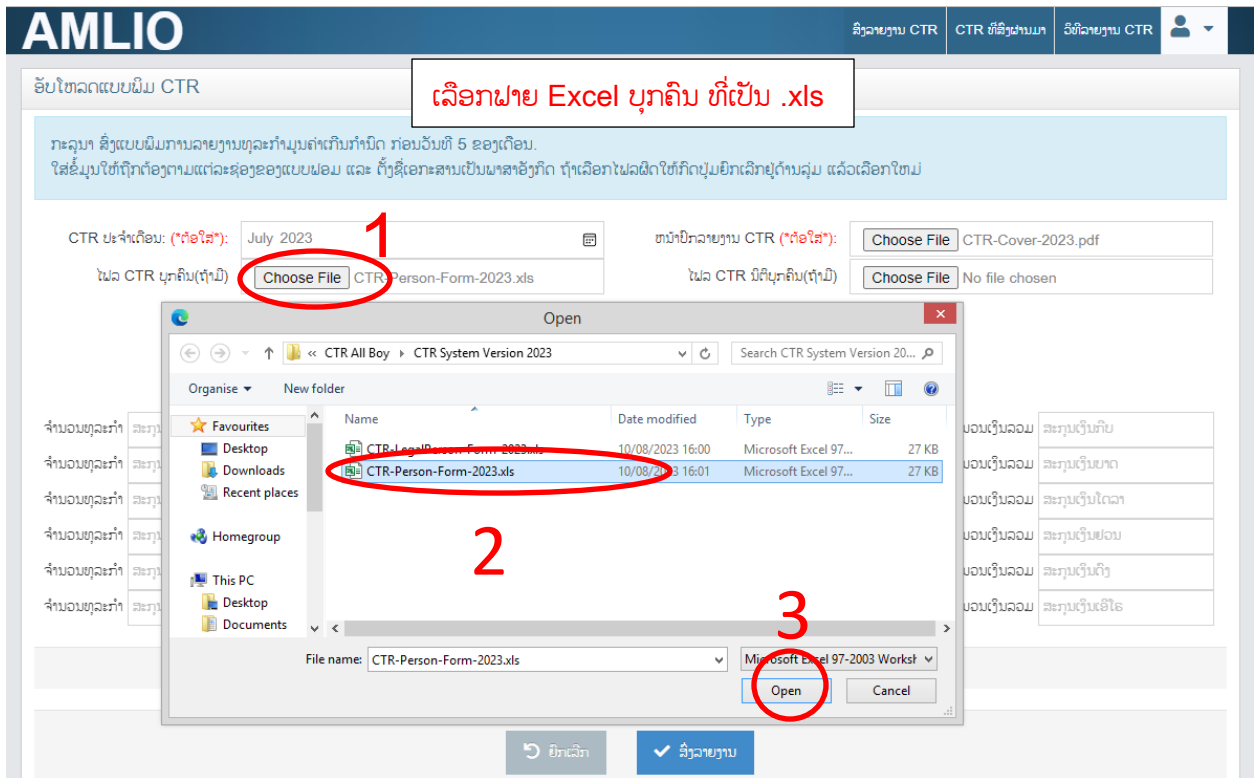 AMLIO
ສົ່ງລາຍງານ CTR
CTR ທີ່ສົ່ງຜ່ານມາ
ວິທີລາຍງານ CTR
ອັບໂຫລດແບບພິມ CTR
ເລືອກຟາຍ Excel ບຸກຄົນ ທີ່ເປັນ .xls
ກະລຸນາ ສົ່ງແບບພິມການລາຍງານທຸລະກຳມູນຄ່າເກີນກຳນົດ ກ່ອນວັນທີ 5 ຂອງເດືອນ.
ໃສ່ຂໍ້ມູນໃຫ້ຖືກຕ້ອງຕາມແຕ່ລະຊ່ອງຂອງແບບຟອມ ແລະ ຕັ້ງຊື່ເອກະສານເປັນພາສາອັງກິດ ຖ້າເລືອກໄຟລຜິດໃຫ້ກົດປຸ່ມຍົກເລີກຢູ່ດ້ານລຸ່ມ ແລ້ວເລືອກໃຫມ່
1
CTR ປະຈຳເດືອນ: (*ຕ້ອໃສ່*): July 2023
ຫນ້າປົກລາຍງານ CTR (*ຕ້ອໃສ່*): Choose File CTR-Cover-2023.pdf
ໄຟລ CTR ບຸກຄົນ(ຖ້າມີ) Choose File CTR-Person-Form-2023.xls
ໄຟລ CTR ນິຕິບຸກຄົນ(ຖ້າມີ) Choose File No file chosen
Open
« CTR All Boy CTR System Version 2023
Search CTR System Version 20...
Organise New folder
Name Date modified Type Size
Favourites
Desktop
Downloads
Recent places
Homegroup
This PC
Desktop
Documents
CTR-LegalPerson-Form-2023.xls 10/08/2023 16:00 Microsoft Excel 97... 27 KB
CTR-Person-Form-2023.xls 10/08/2023 16:01 Microsoft Excel 97... 27 KB
2
3
File name: CTR-Person-Form-2023.xls
Microsoft Excel 97-2003 Worksh
Open Cancel
ຈຳນວນທຸລະກຳ
ຈຳນວນທຸລະກຳ
ຈຳນວນທຸລະກຳ
ຈຳນວນທຸລະກຳ
ຈຳນວນທຸລະກຳ
ຈຳນວນທຸລະກຳ
ສະກຸນເງິນກີບ
ສະກຸນເງິນບາດ
ສະກຸນເງິນໂດລາ
ສະກຸນເງິນຢວນ
ສະກຸນເງິນດົງ
ສະກຸນເງິນເອີໂຣ
ຍົກເລີກ
ສົ່ງລາຍງານ